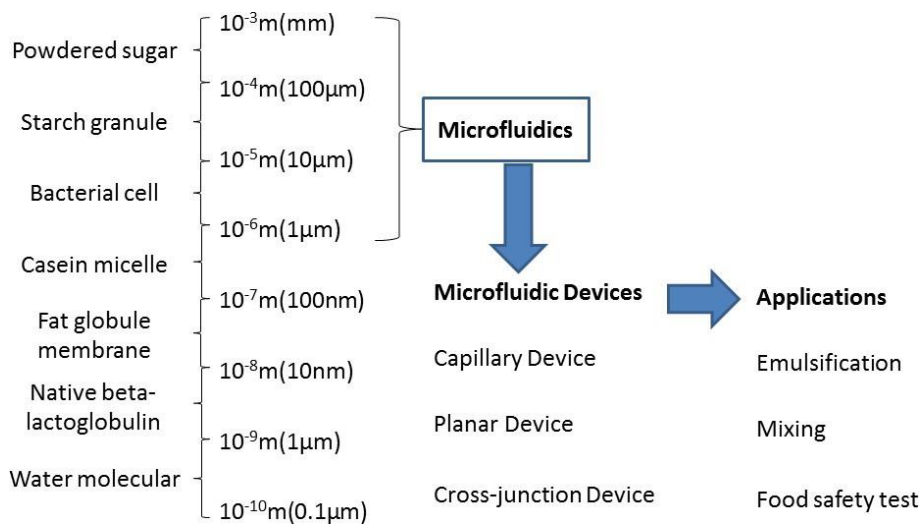 Powdered sugar
Starch granule
Bacterial cell
Casein micelle
Fat globule
membrane
Native beta-
lactoglobulin
Water molecular
10⁻³m(mm)
10⁻⁴m(100µm)
10⁻⁵m(10µm)
10⁻⁶m(1µm)
10⁻⁷m(100nm)
10⁻⁸m(10nm)
10⁻⁹m(1µm)
10⁻¹⁰m(0.1µm)
Microfluidics
Microfluidic Devices
Capillary Device
Planar Device
Cross-junction Device
Applications
Emulsification
Mixing
Food safety test